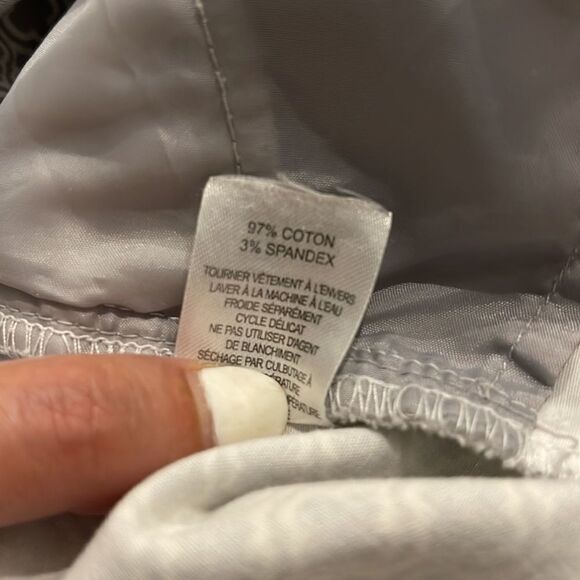 97% COTON
3% SPANDEX
TOURNER VÊTEMENT À L'ENVERS
LAVER À LA MACHINE À L'EAU
FROIDE SÉPARÉMENT
CYCLE DÉLICAT
NE PAS UTILISER D'AGENT
DE BLANCHIMENT
SÉCHAGE PAR CULBUTAGE À